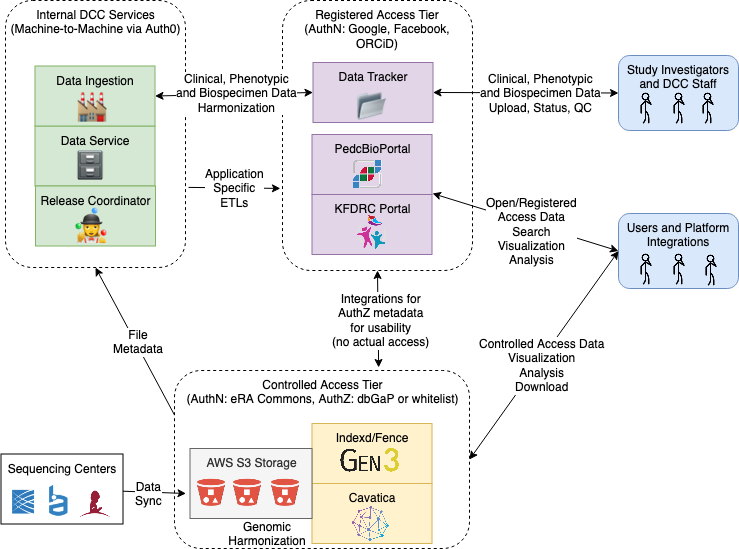 Internal DCC Services
(Machine-to-Machine via Auth0)
Data Ingestion
Data Service
Release Coordinator
Clinical, Phenotypic
and Biospecimen Data
Harmonization
Application
Specific
ETLs
Registered Access Tier
(AuthN: Google, Facebook,
ORCiD)
Data Tracker
PedcBioPortal
KFDRC Portal
Clinical, Phenotypic
and Biospecimen Data
Upload, Status, QC
Study Investigators
and DCC Staff
Open/Registered
Access Data
Search
Visualization
Analysis
Users and Platform
Integrations
File
Metadata
Integrations for
AuthZ metadata
for usability
(no actual access)
Controlled Access Data
Visualization
Analysis
Download
Controlled Access Tier
(AuthN: eRA Commons, AuthZ: dbGaP or whitelist)
Sequencing Centers
Data
Sync
AWS S3 Storage
Genomic
Harmonization
Indexd/Fence
GEN3
Cavatica